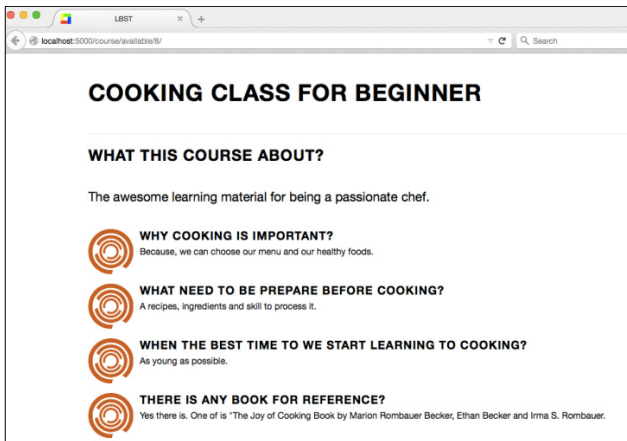 LBST
localhost:5000/course/available/8/
Search
COOKING CLASS FOR BEGINNER
WHAT THIS COURSE ABOUT?
The awesome learning material for being a passionate chef.
WHY COOKING IS IMPORTANT?
Because, we can choose our menu and our healthy foods.
WHAT NEED TO BE PREPARE BEFORE COOKING?
A recipes, ingredients and skill to process it.
WHEN THE BEST TIME TO WE START LEARNING TO COOKING?
As young as possible.
THERE IS ANY BOOK FOR REFERENCE?
Yes there is. One of is "The Joy of Cooking Book by Marion Rombauer Becker, Ethan Becker and Irma S. Rombauer.